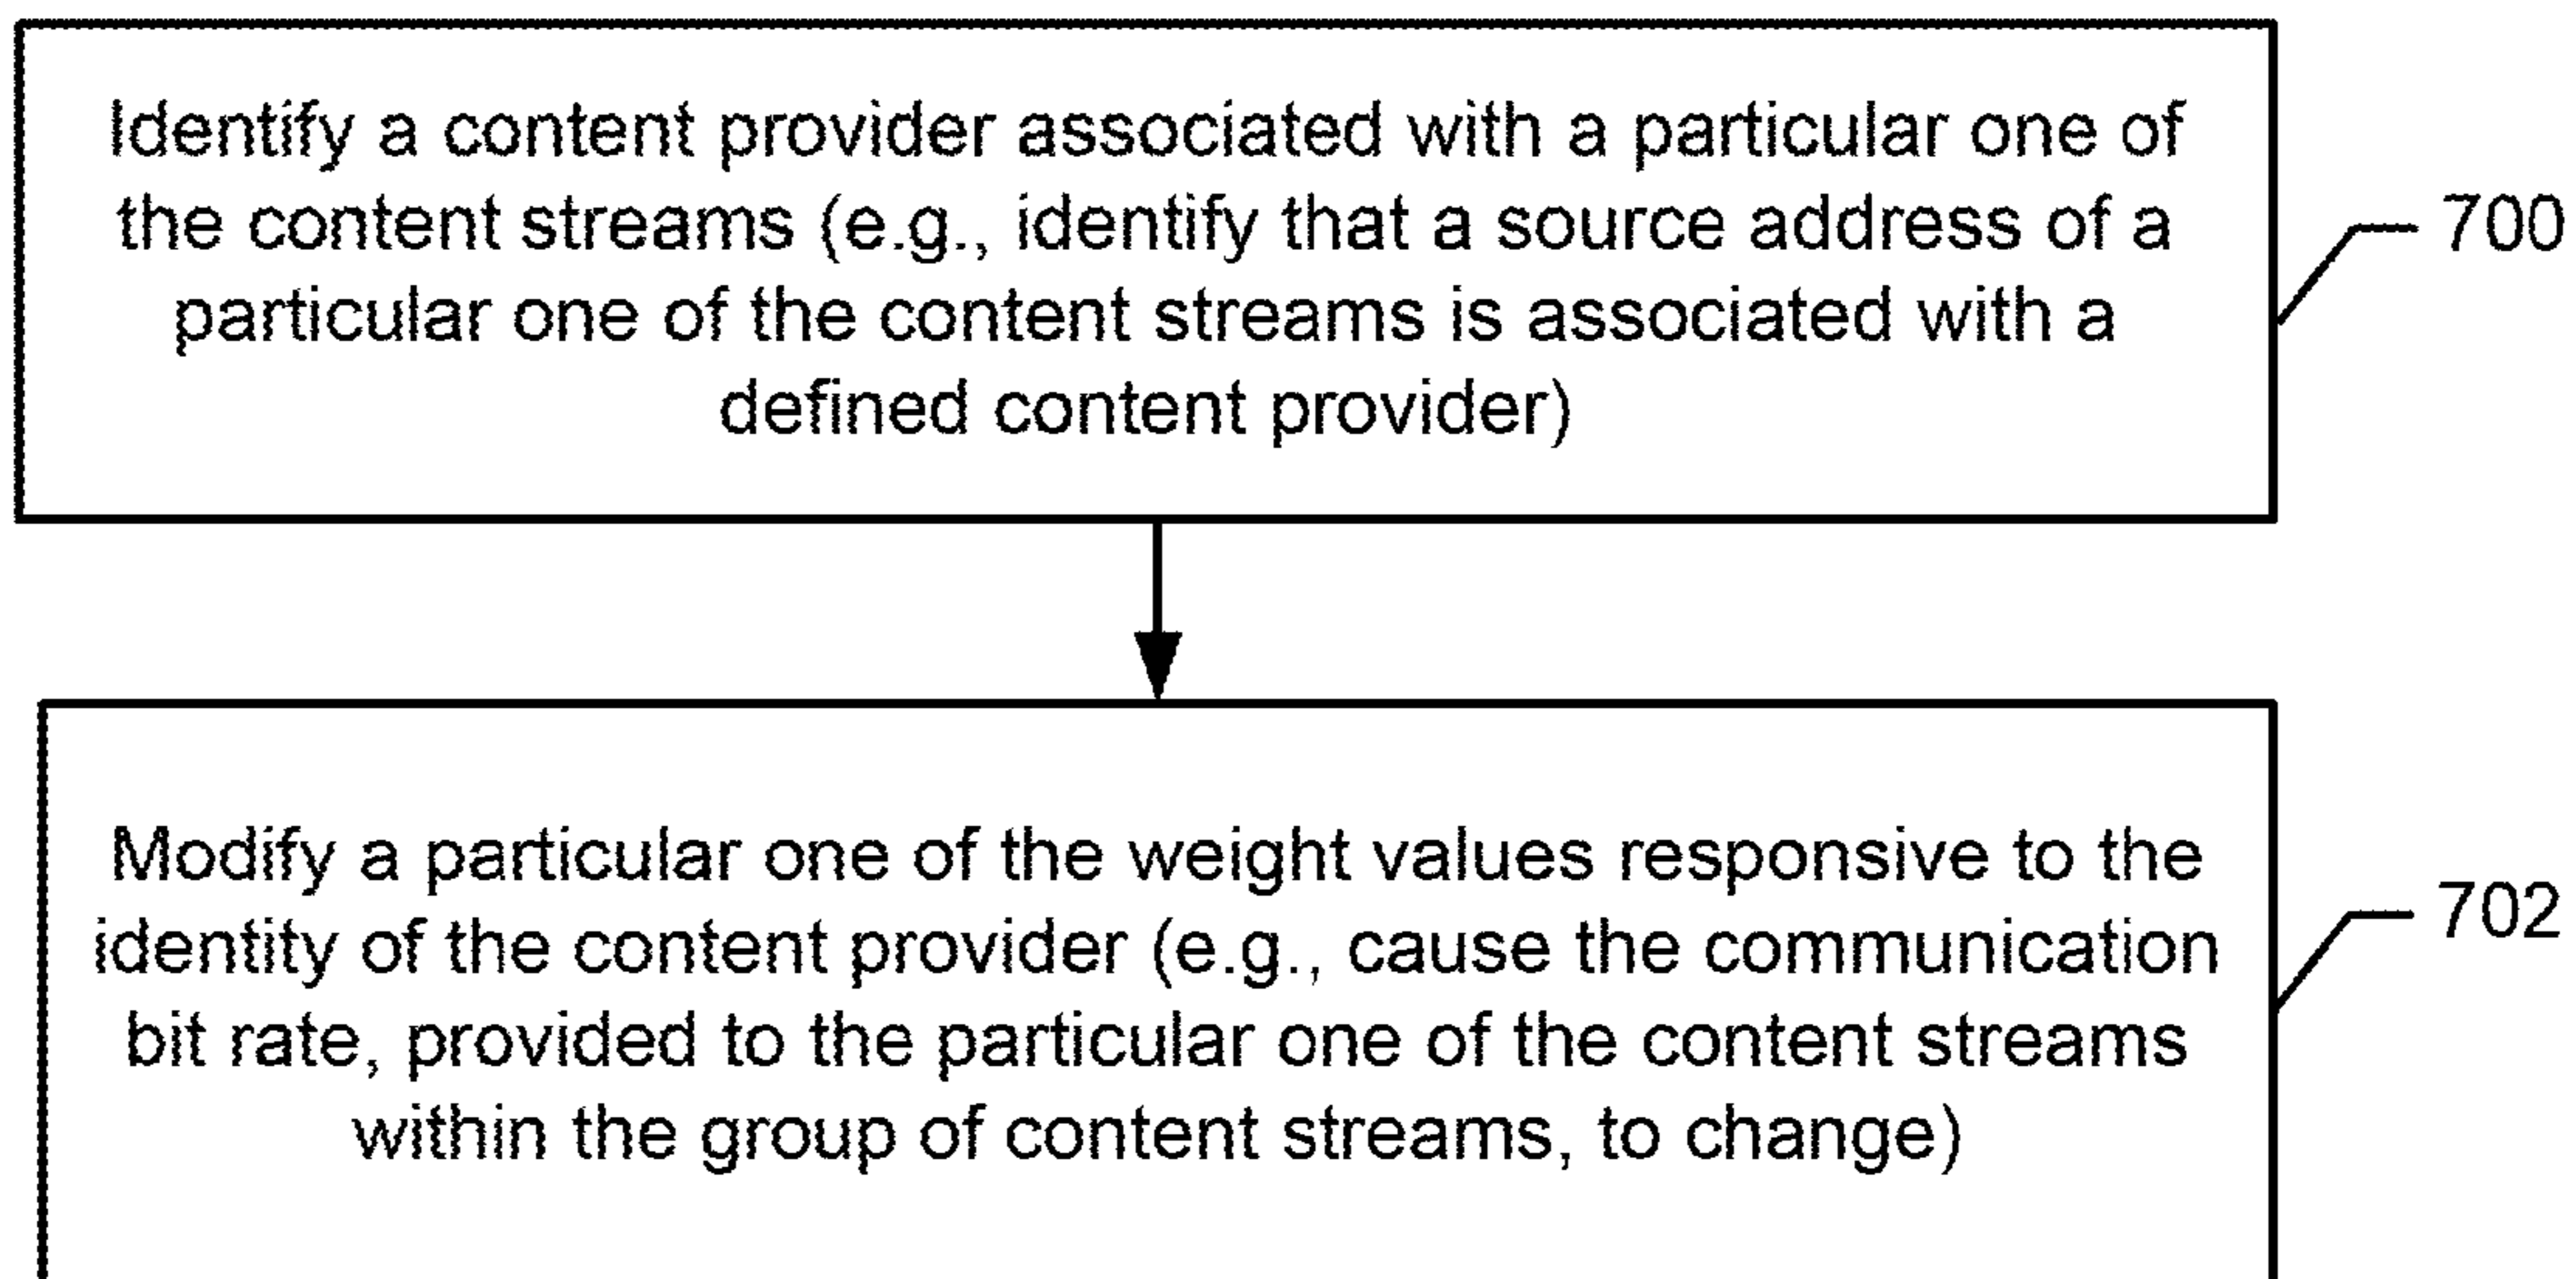 Identify a content provider associated with a particular one of
the content streams (e.g., identify that a source address of a
particular one of the content streams is associated with a
defined content provider)
700
Modify a particular one of the weight values responsive to the
identity of the content provider (e.g., cause the communication
bit rate, provided to the particular one of the content streams
within the group of content streams, to change)
702